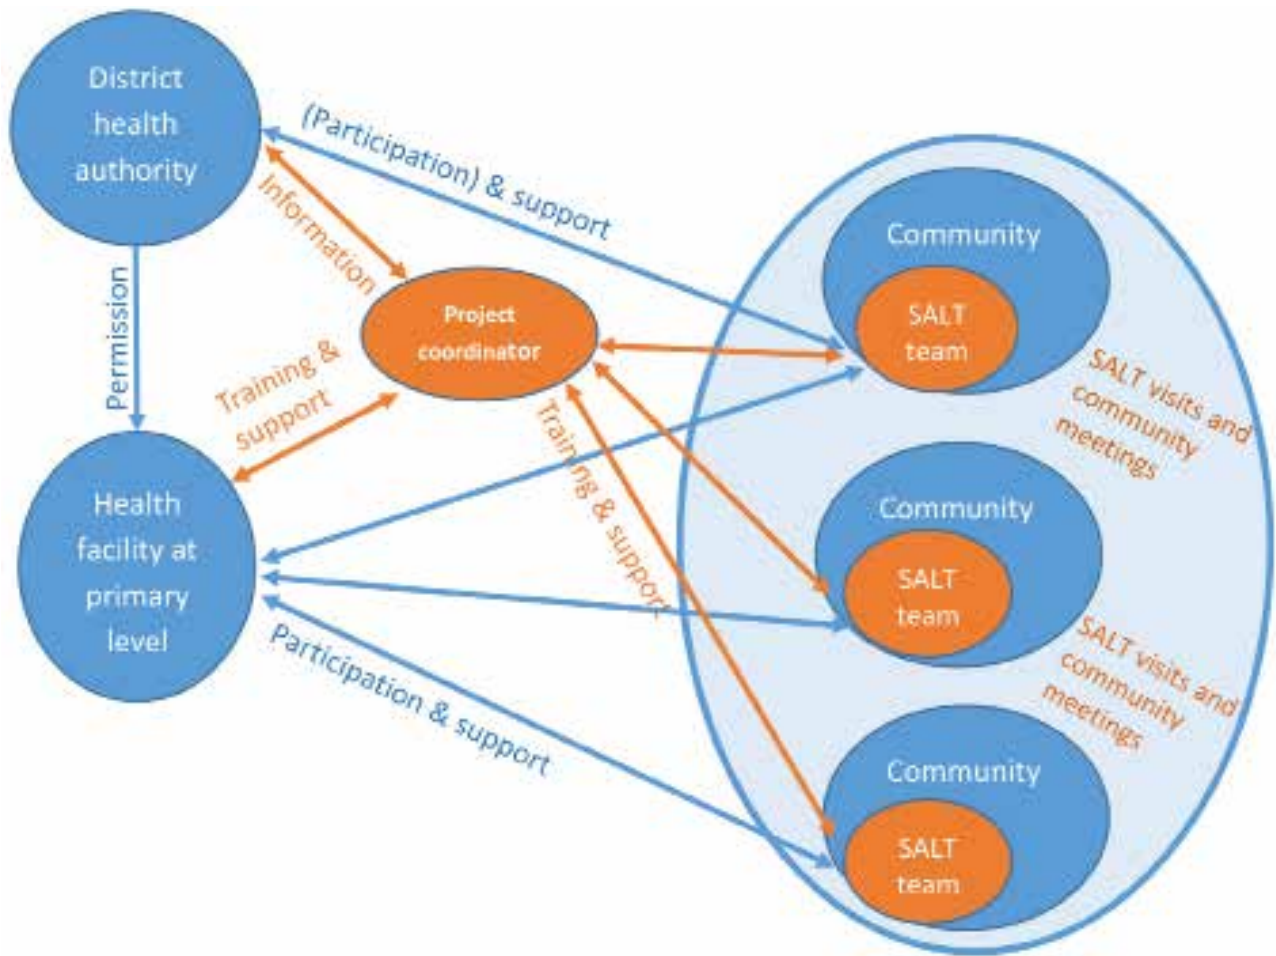 District
health
authority
(Participation) & support
Information
Permission
Project
coordinator
Training &
support
Training & support
Health
facility at
primary
level
Participation & support
Community
SALT
team
SALT visits and
community
meetings
Community
SALT
team
SALT visits and
community
meetings
Community
SALT
team